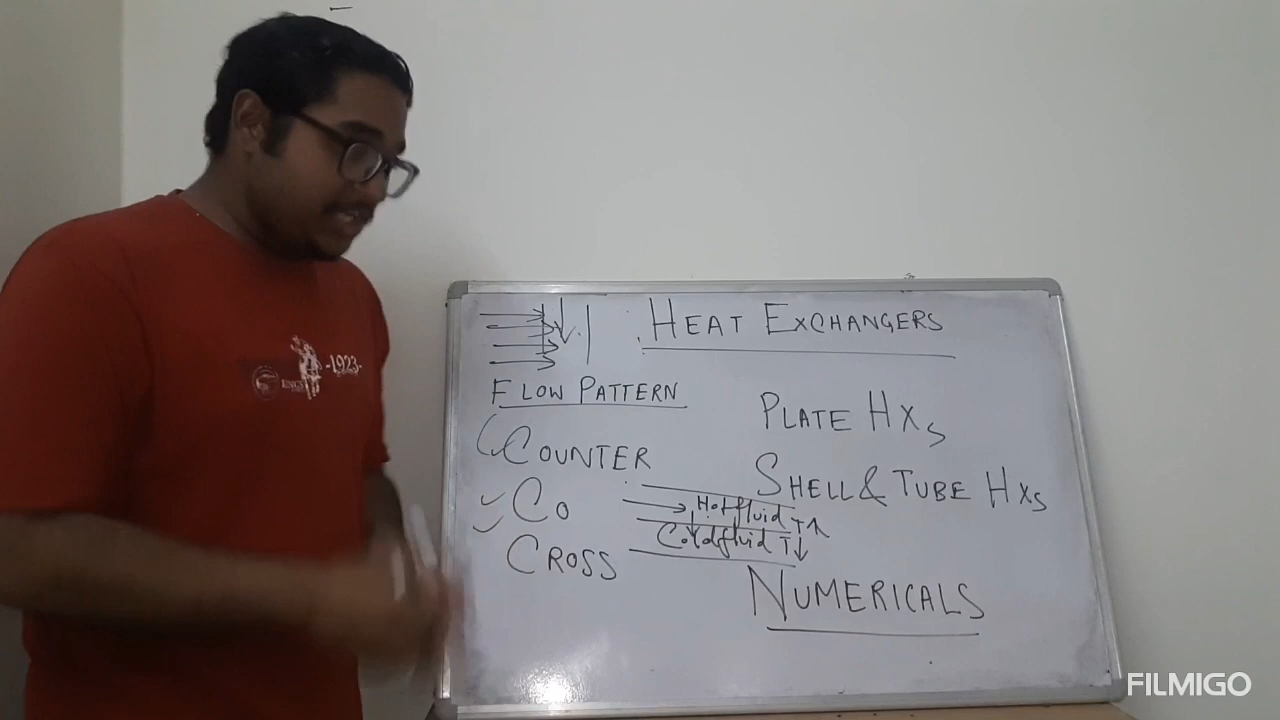 HEAT EXCHANGERS
FLOW PATTERN
COUNTER
CO
CROSS
PLATE HXs
SHELL & TUBE HXs
Hot fluid T↑
Cold fluid T↓
NUMERICALS
KING'S
-1923-
FILMIGO